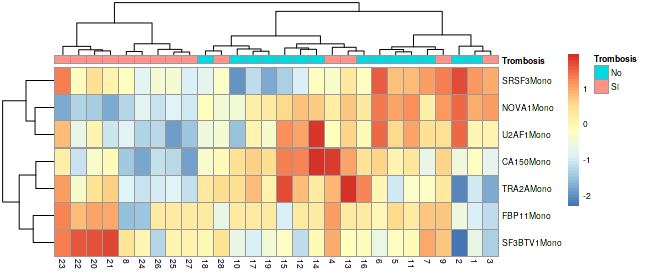 Trombosis
SRSF3Mono
NOVA1Mono
U2AF1Mono
CA150Mono
TRA2AMono
FBP11Mono
SF3BTV1Mono
23 22 20 21 8 24 26 25 27 18 28 10 17 19 15 12 14 4 13 16 6 5 11 7 9 2 1 3
1
0
-1
-2
Trombosis
No
SI